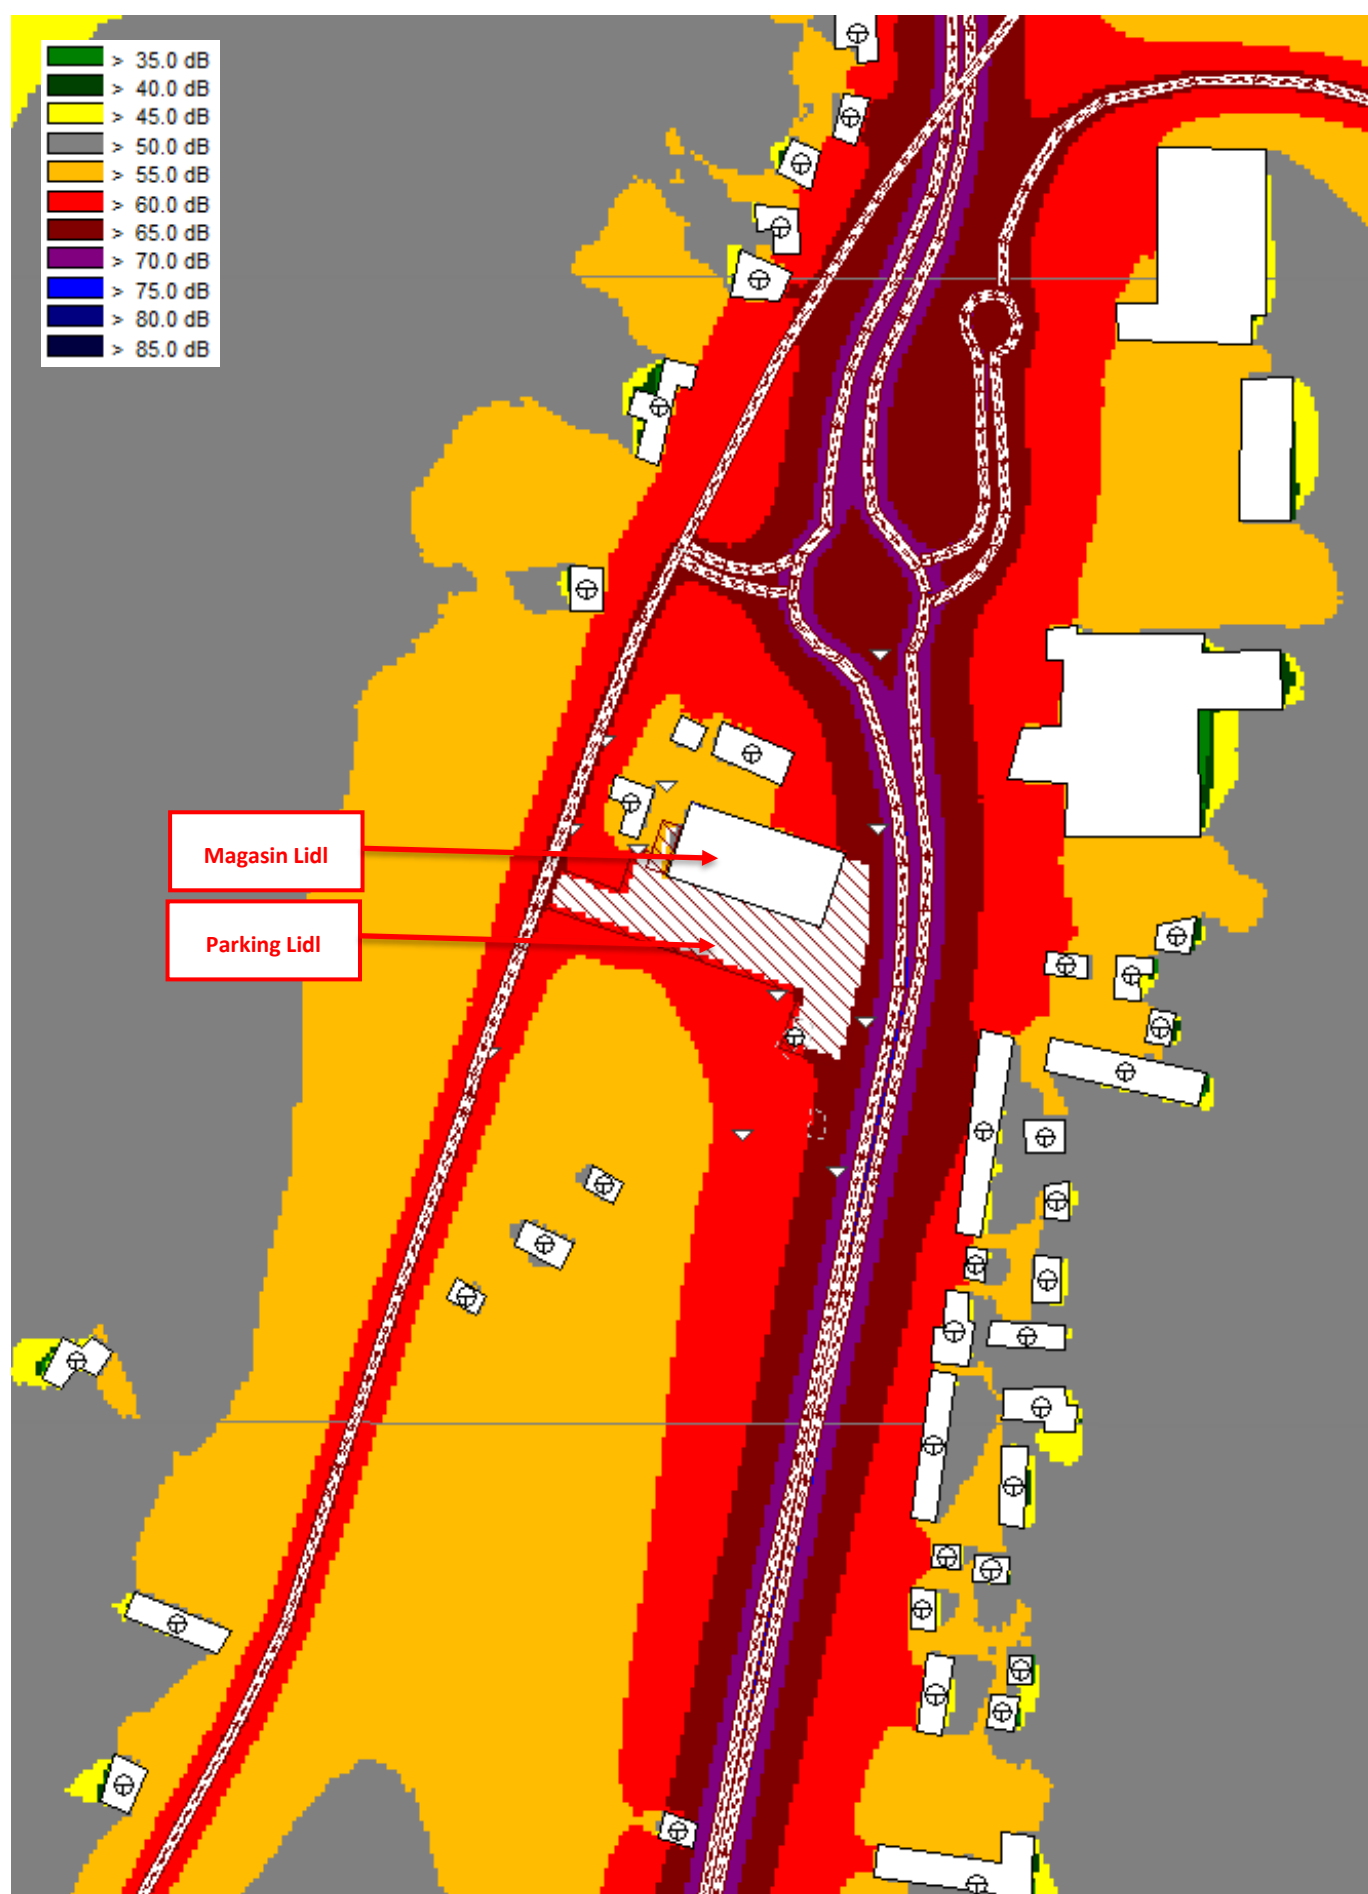 > 35.0 dB
> 40.0 dB
> 45.0 dB
> 50.0 dB
> 55.0 dB
> 60.0 dB
> 65.0 dB
> 70.0 dB
> 75.0 dB
> 80.0 dB
> 85.0 dB
Magasin Lidl
Parking Lidl